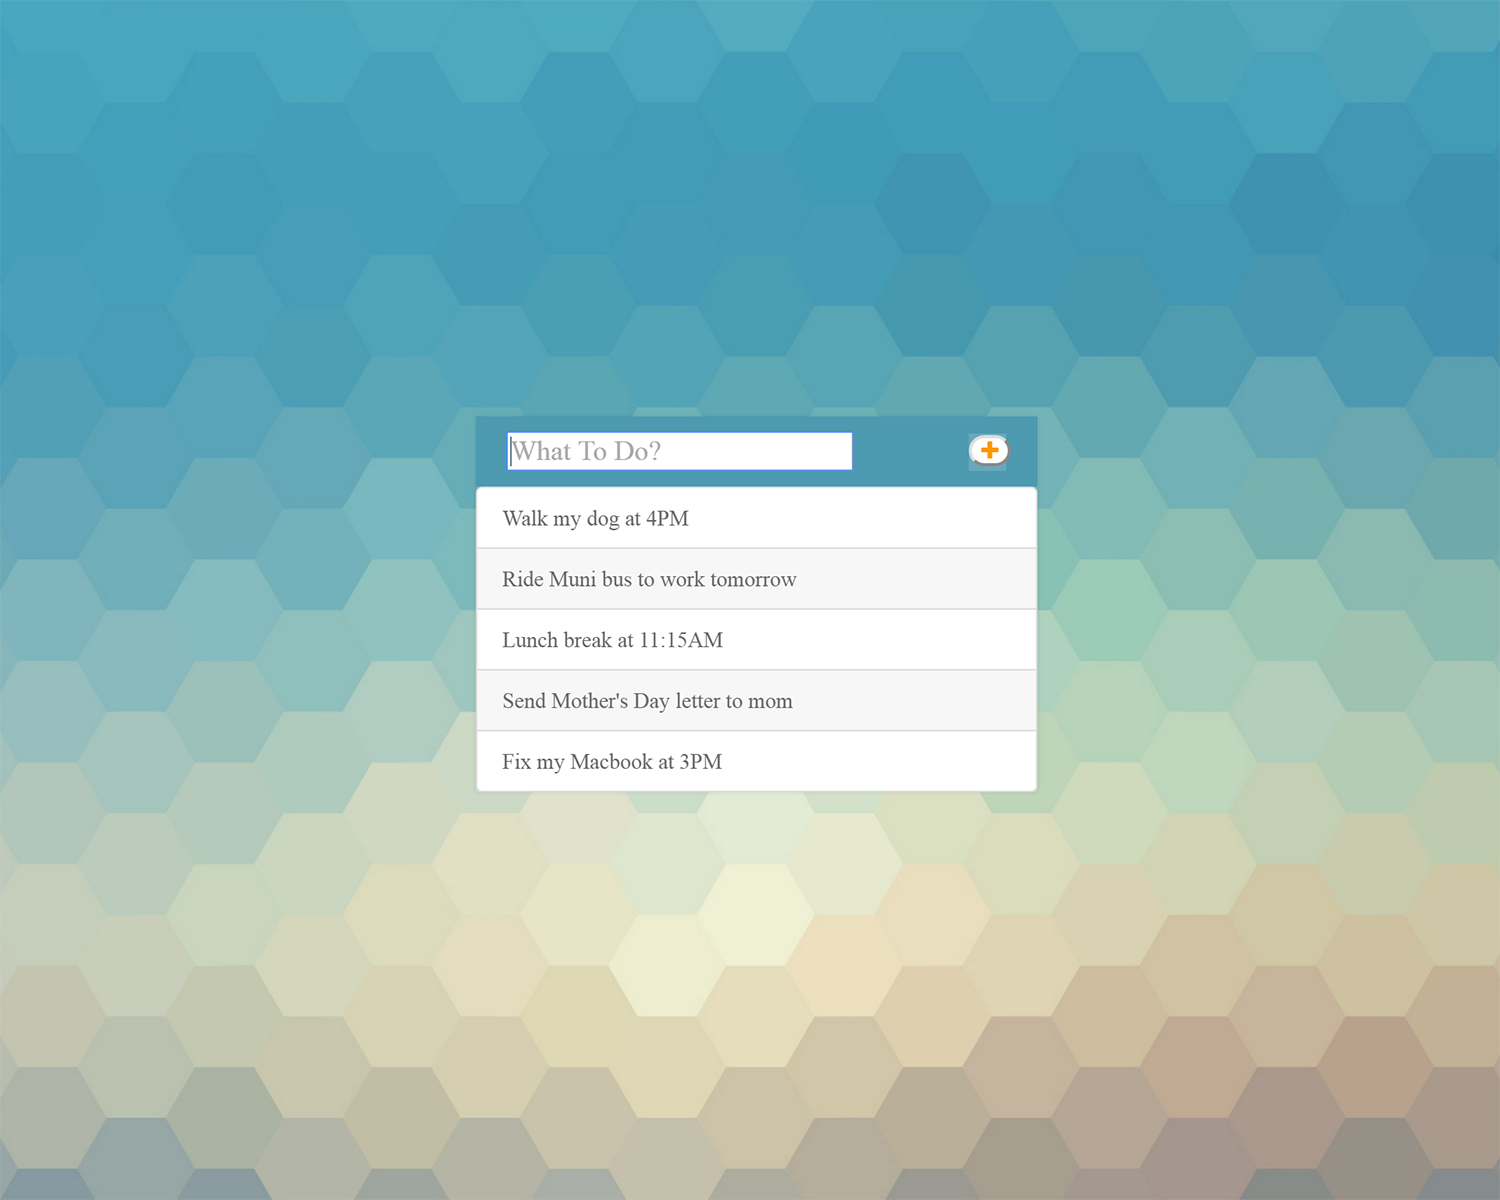 What To Do?
Walk my dog at 4PM
Ride Muni bus to work tomorrow
Lunch break at 11:15AM
Send Mother's Day letter to mom
Fix my Macbook at 3PM